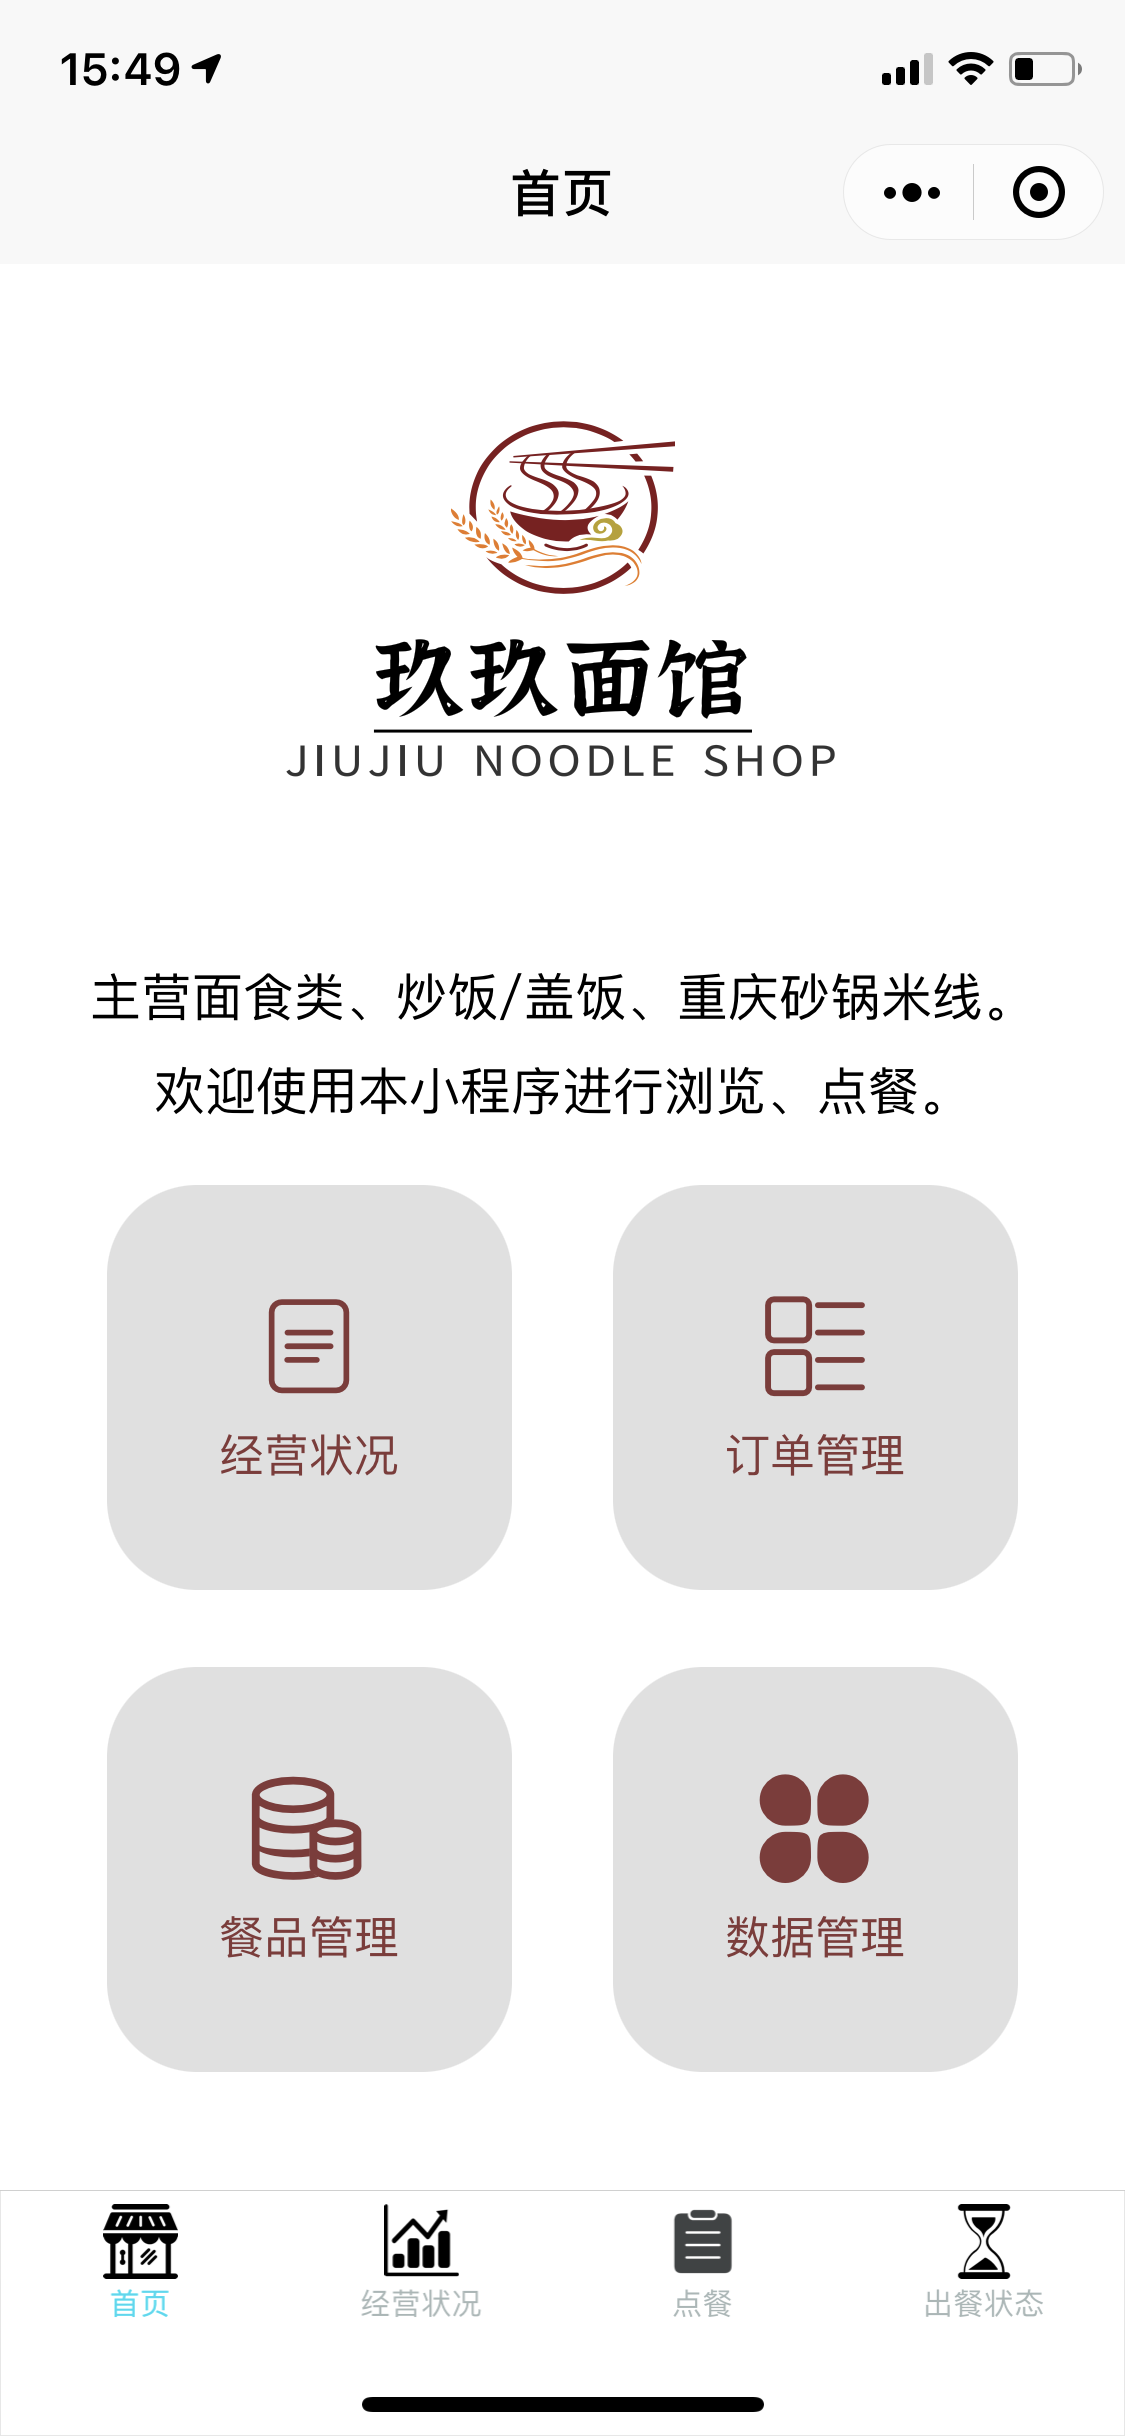 15:49
首页
玖玖面馆
JIUJIU NOODLE SHOP
主营面食类、炒饭/盖饭、重庆砂锅米线。
欢迎使用本小程序进行浏览、点餐。
经营状况
订单管理
餐品管理
数据管理
首页
经营状况
点餐
出餐状态